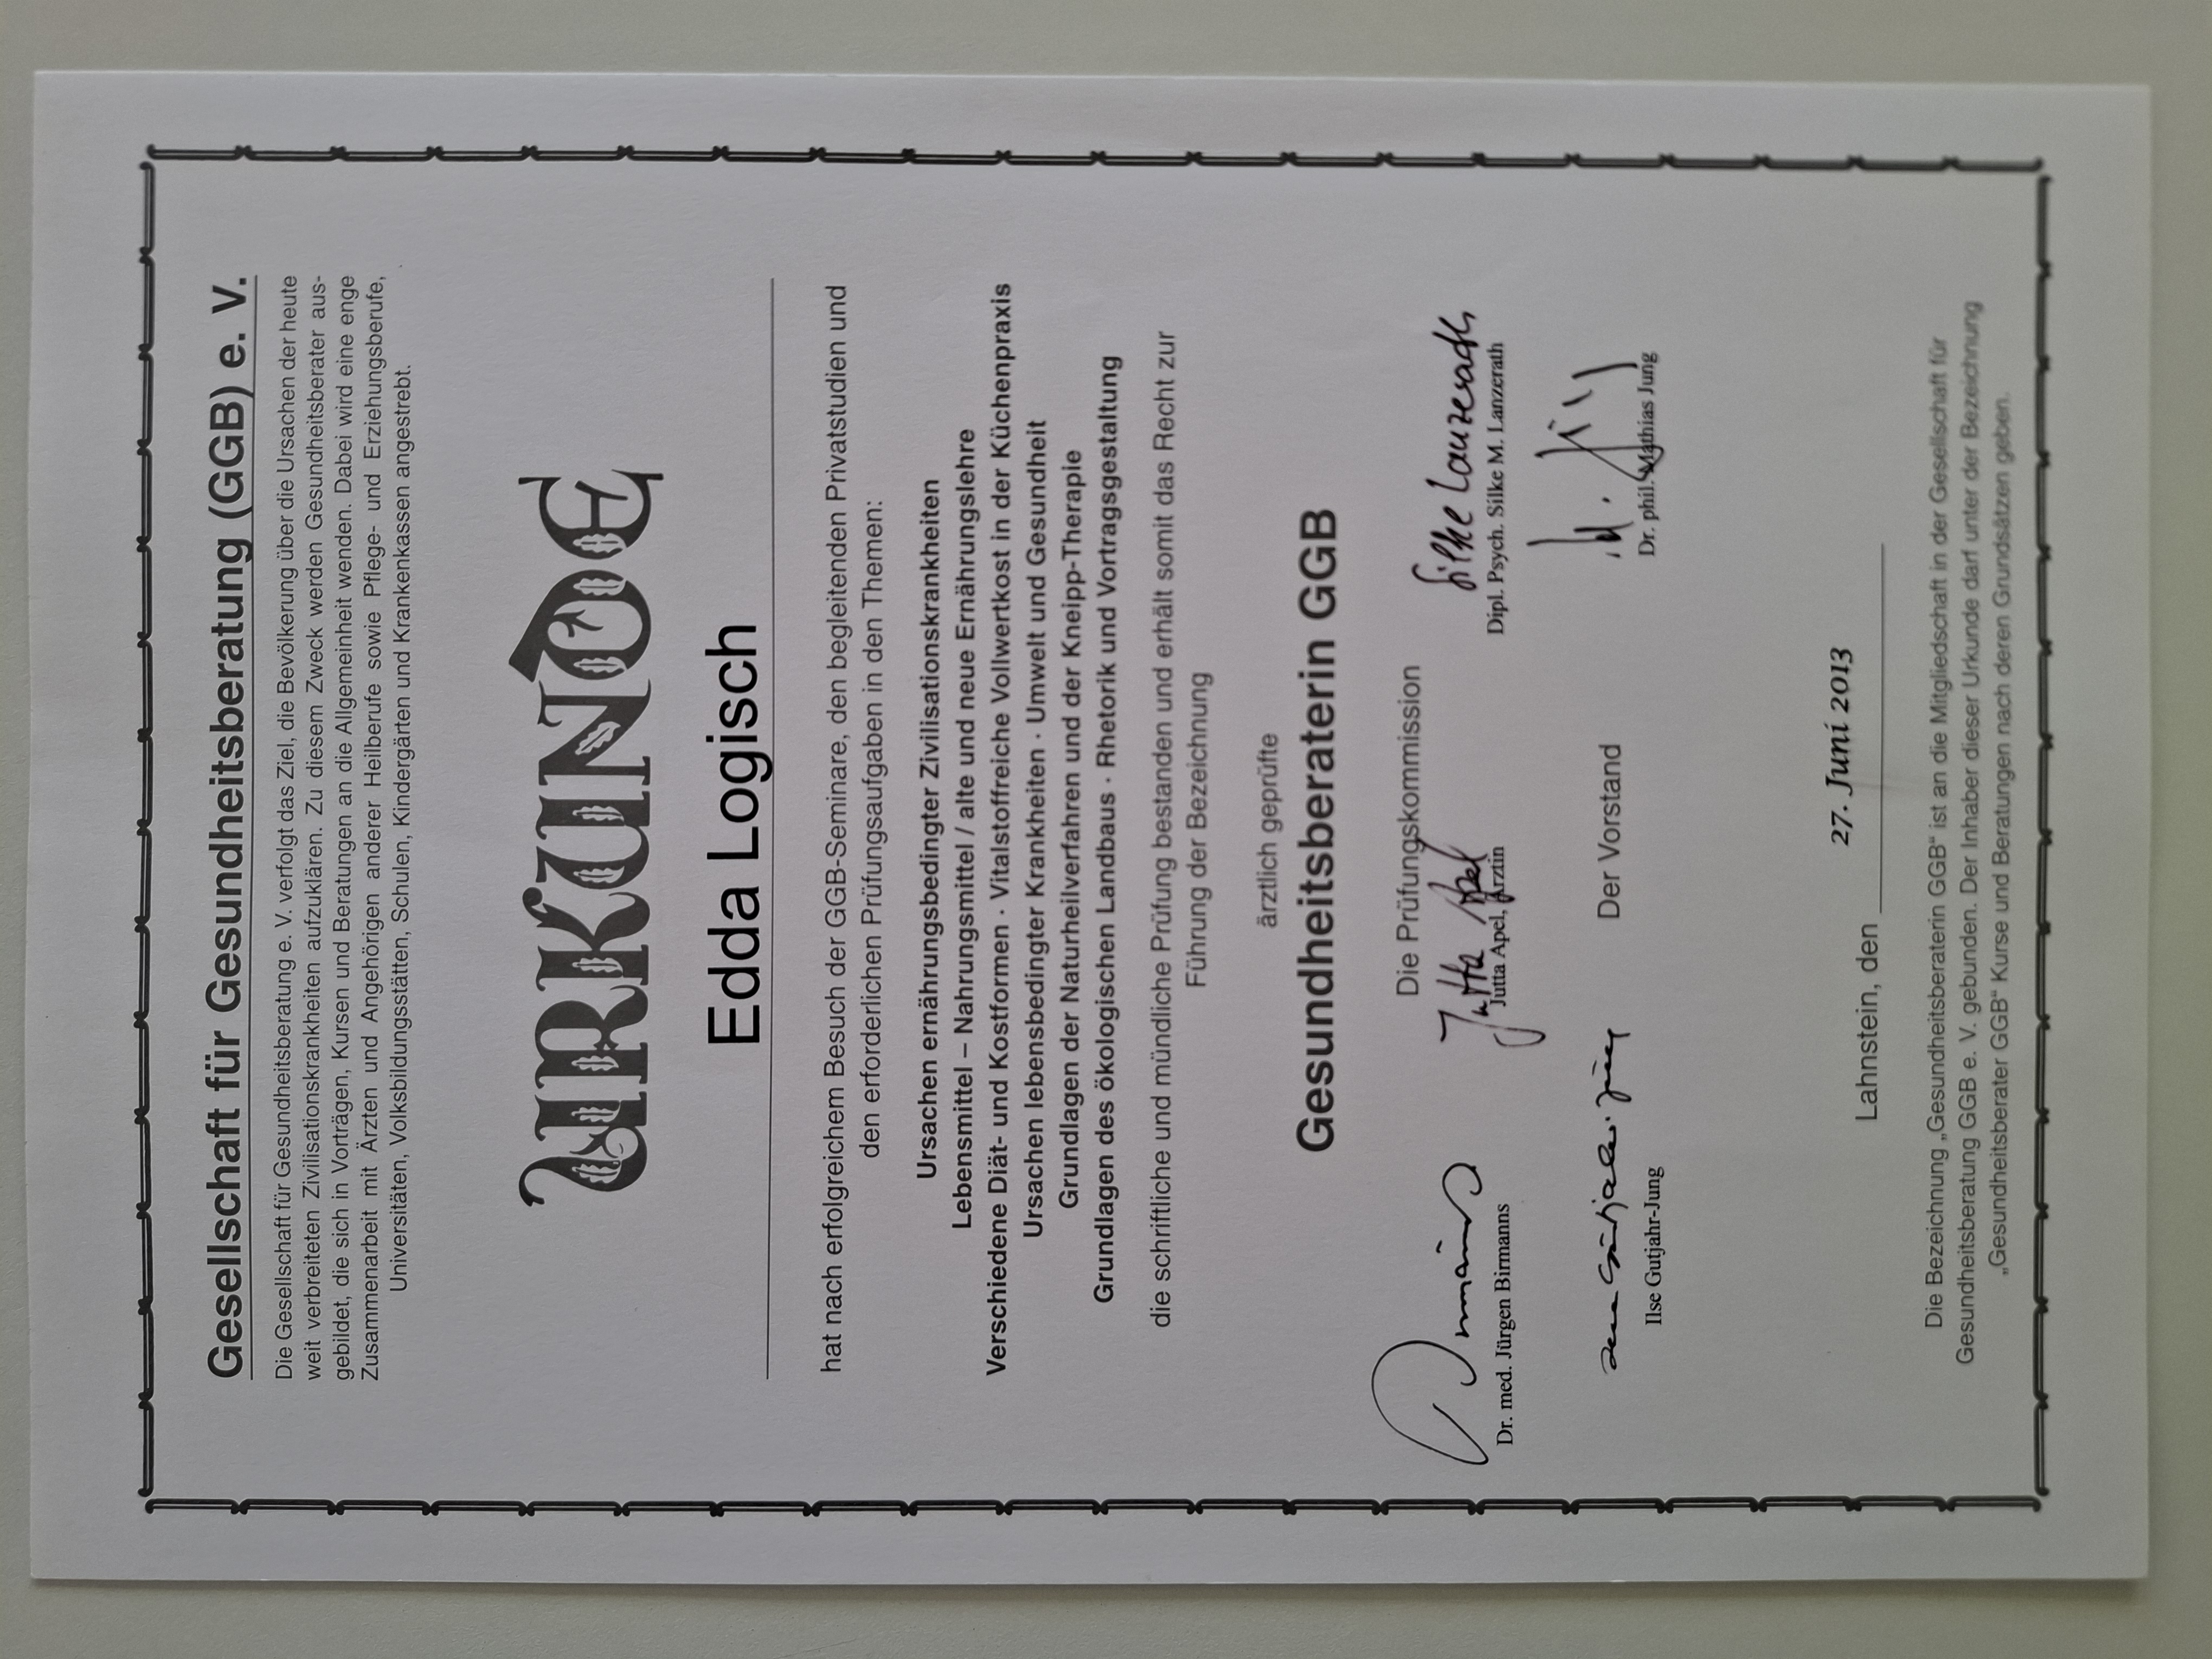 Gesellschaft für Gesundheitsberatung (GGB) e. V.
Die Gesellschaft für Gesundheitsberatung e. V. verfolgt das Ziel, die Bevölkerung über die Ursachen der heute
weit verbreiteten Zivilisationskrankheiten aufzuklären. Zu diesem Zweck werden Gesundheitsberater aus-
gebildet, die sich in Vorträgen, Kursen und Beratungen an die Allgemeinheit wenden. Dabei wird eine enge
Zusammenarbeit mit Ärzten und Angehörigen anderer Heilberufe sowie Pflege- und Erziehungsberufe,
Universitäten, Volksbildungsstätten, Schulen, Kindergärten und Krankenkassen angestrebt.
URKUNDE
Edda Logisch
hat nach erfolgreichem Besuch der GGB-Seminare, den begleitenden Privatstudien und
den erforderlichen Prüfungsaufgaben in den Themen:
Ursachen ernährungsbedingter Zivilisationskrankheiten
Lebensmittel – Nahrungsmittel / alte und neue Ernährungslehre
Verschiedene Diät- und Kostformen · Vitalstoffreiche Vollwertkost in der Küchenpraxis
Ursachen lebensbedingter Krankheiten · Umwelt und Gesundheit
Grundlagen der Naturheilverfahren und der Kneipp-Therapie
Grundlagen des ökologischen Landbaus · Rhetorik und Vortragsgestaltung
die schriftliche und mündliche Prüfung bestanden und erhält somit das Recht zur
Führung der Bezeichnung
ärztlich geprüfte
Gesundheitsberaterin GGB
Die Prüfungskommission
Jutta Apel Silke Lanzerath
Dr. med. Jürgen Birmanns Jutta Apel, Ärztin Dipl. Psych. Silke M. Lanzerath
Der Vorstand
M. Jung
Ilse Gutjahr-Jung Dr. phil. Mathias Jung
Lahnstein, den 27. Juni 2013
Die Bezeichnung „Gesundheitsberaterin GGB“ ist an die Mitgliedschaft in der Gesellschaft für
Gesundheitsberatung GGB e. V. gebunden. Der Inhaber dieser Urkunde darf unter der Bezeichnung
„Gesundheitsberater GGB“ Kurse und Beratungen nach deren Grundsätzen geben.